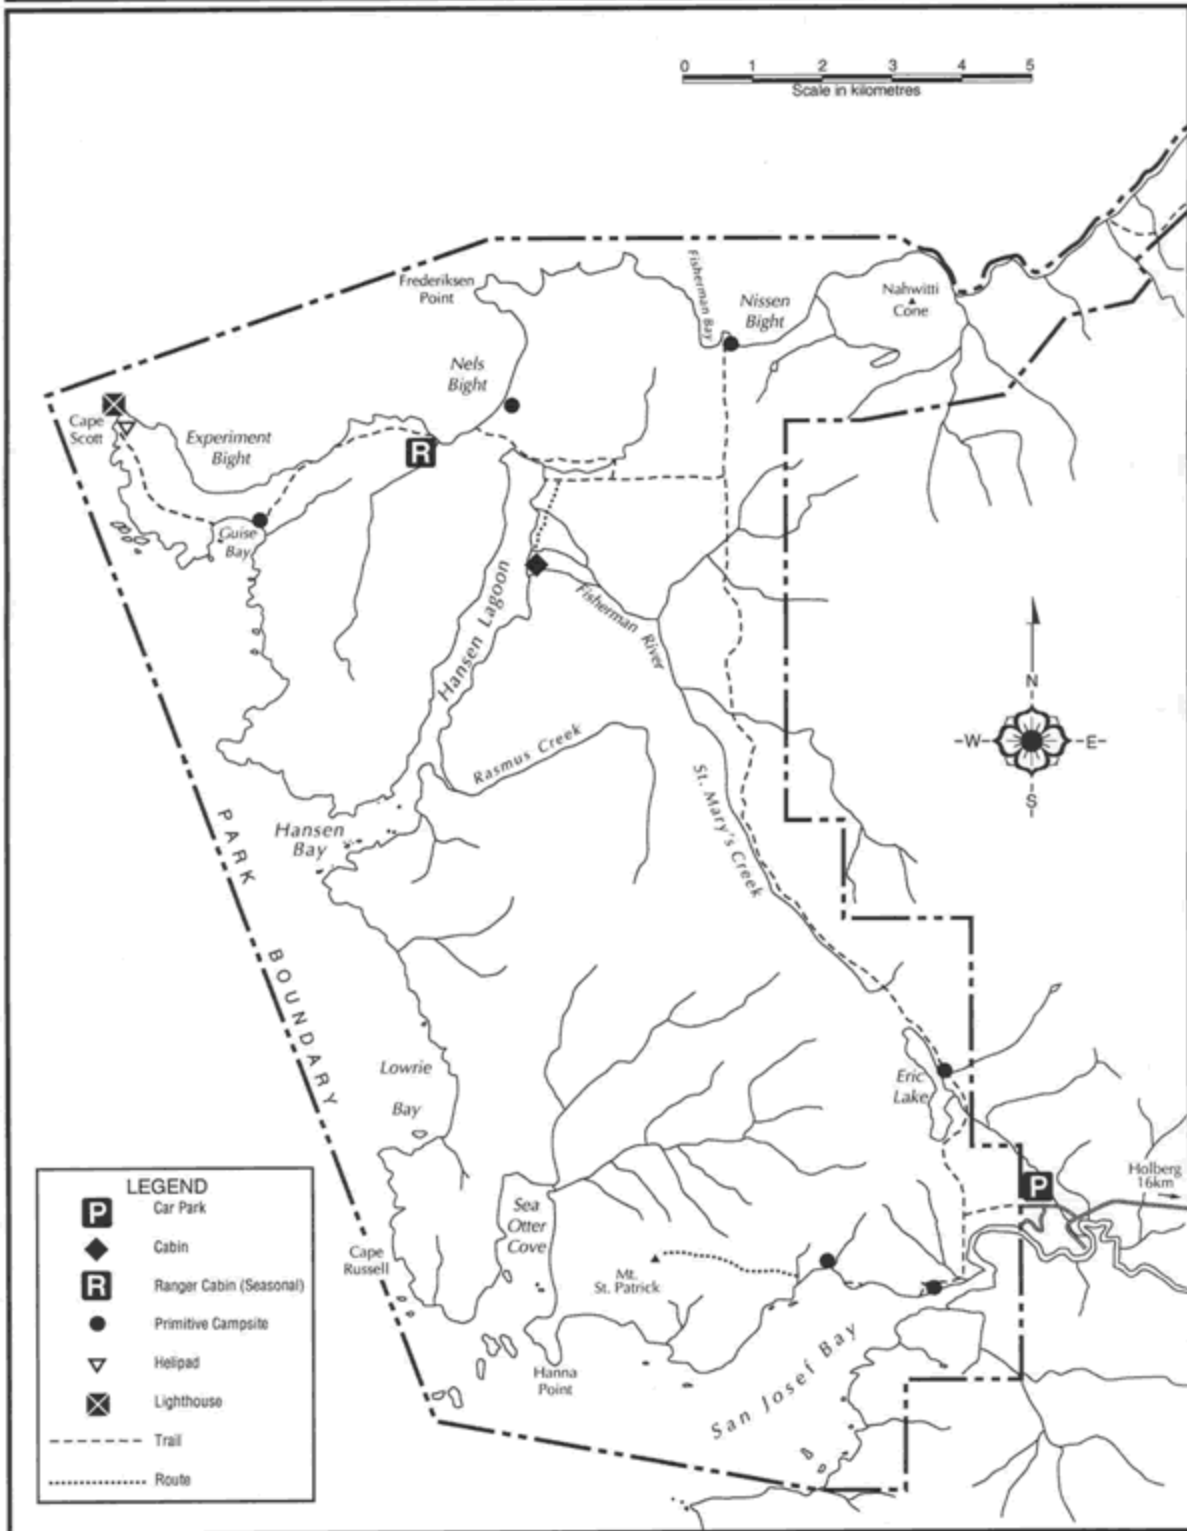 0 1 2 3 4 5
Scale in kilometres
Frederiksen
Point
Fisherman Bay
Nissen
Bight
Nahwitti
Cone
Nels
Bight
Cape
Scott
Experiment
Bight
R
Guise
Bay
Hansen Lagoon
Fisherman River
N
W E
S
Rasmus Creek
St. Mary's Creek
Hansen
Bay
PARK BOUNDARY
Lowrie
Bay
Eric
Lake
P
Holberg
16km
Sea
Otter
Cove
Cape
Russell
Mt.
St. Patrick
Hanna
Point
San Josef Bay
LEGEND
P Car Park
Cabin
R Ranger Cabin (Seasonal)
Primitive Campsite
Helipad
Lighthouse
Trail
Route